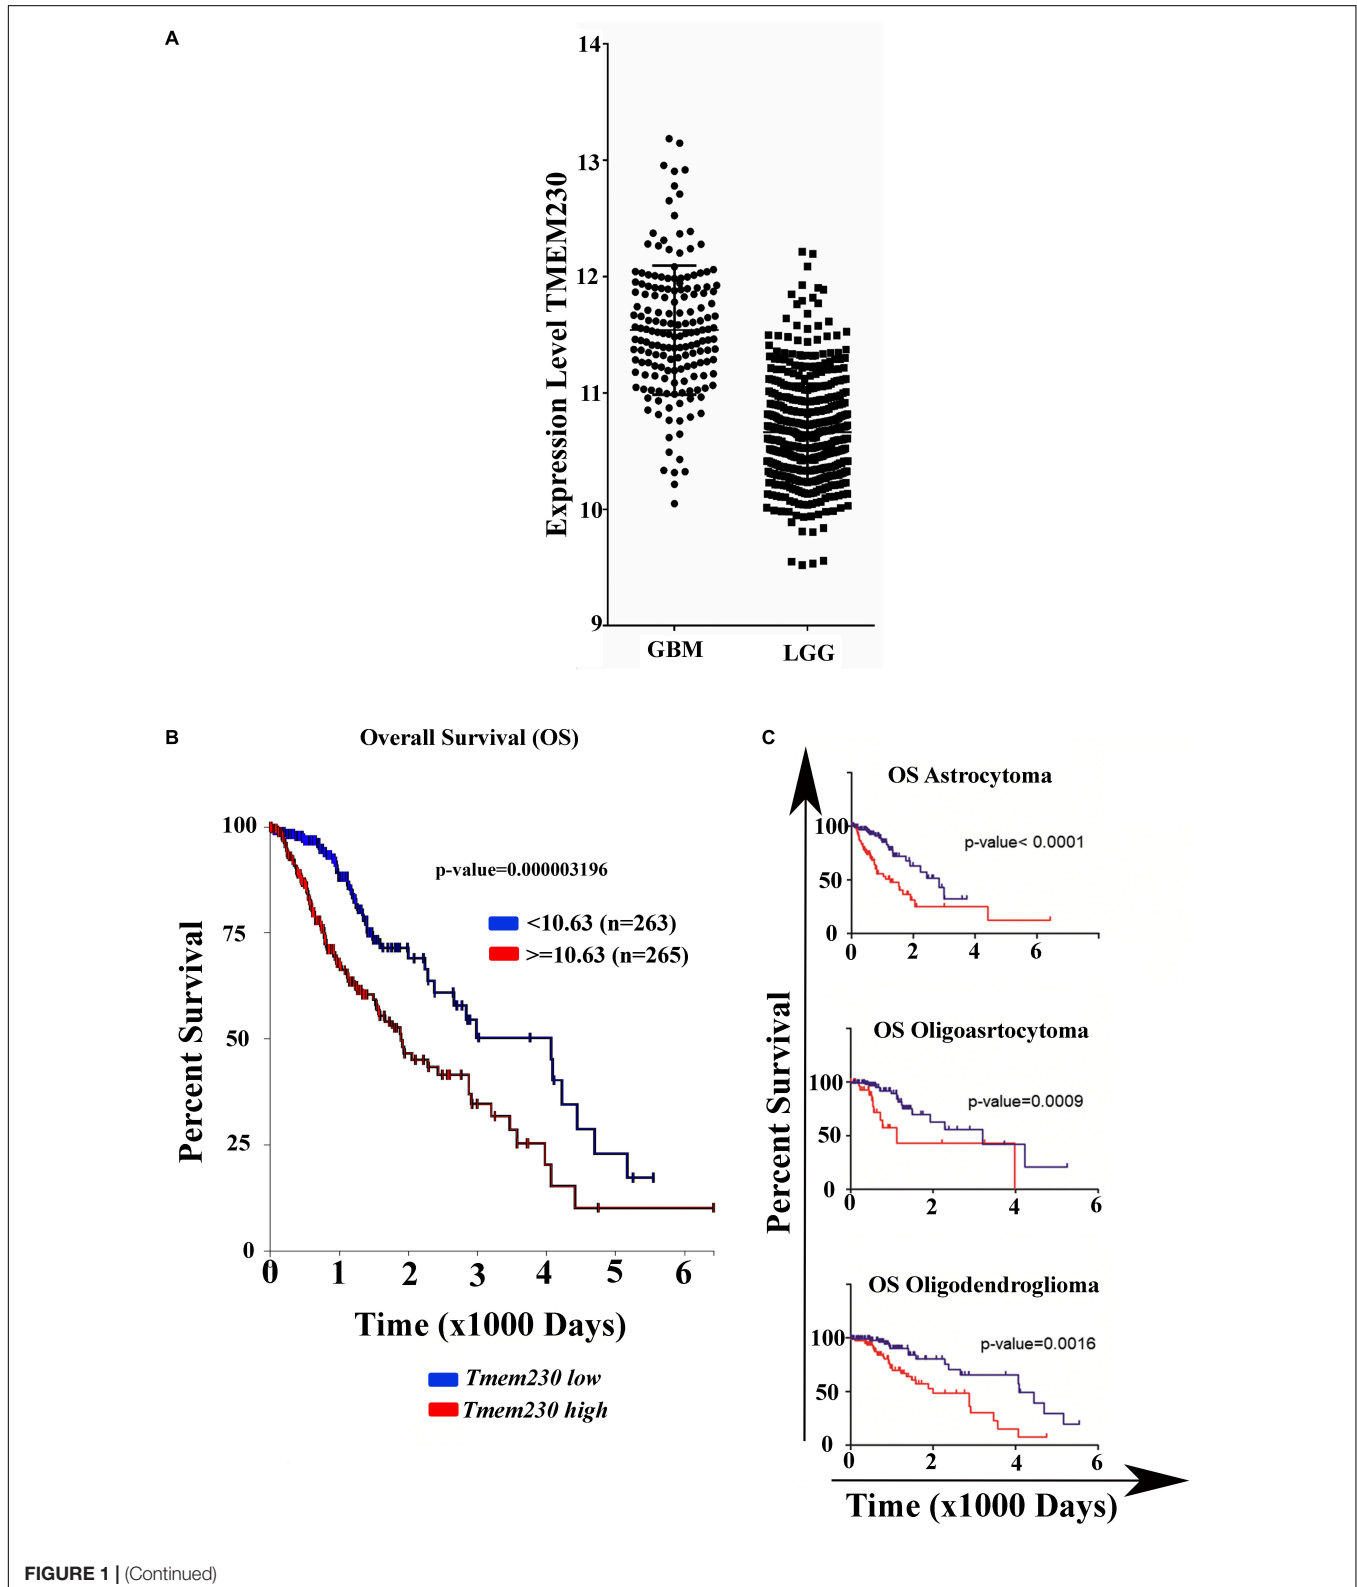 A
14
13
12
11
10
9
Expression Level TMEM230
GBM
LGG
B
Overall Survival (OS)
100
75
50
25
0
Percent Survival
p-value=0.000003196
<10.63 (n=263)
>=10.63 (n=265)
0 1 2 3 4 5 6
Time (x1000 Days)
Tmem230 low
Tmem230 high
C
Percent Survival
OS Astrocytoma
100
50
0
p-value< 0.0001
0 2 4 6
OS Oligoasrtocytoma
100
50
0
p-value=0.0009
0 2 4 6
OS Oligodendroglioma
100
50
0
p-value=0.0016
0 2 4 6
Time (x1000 Days)
FIGURE 1 | (Continued)